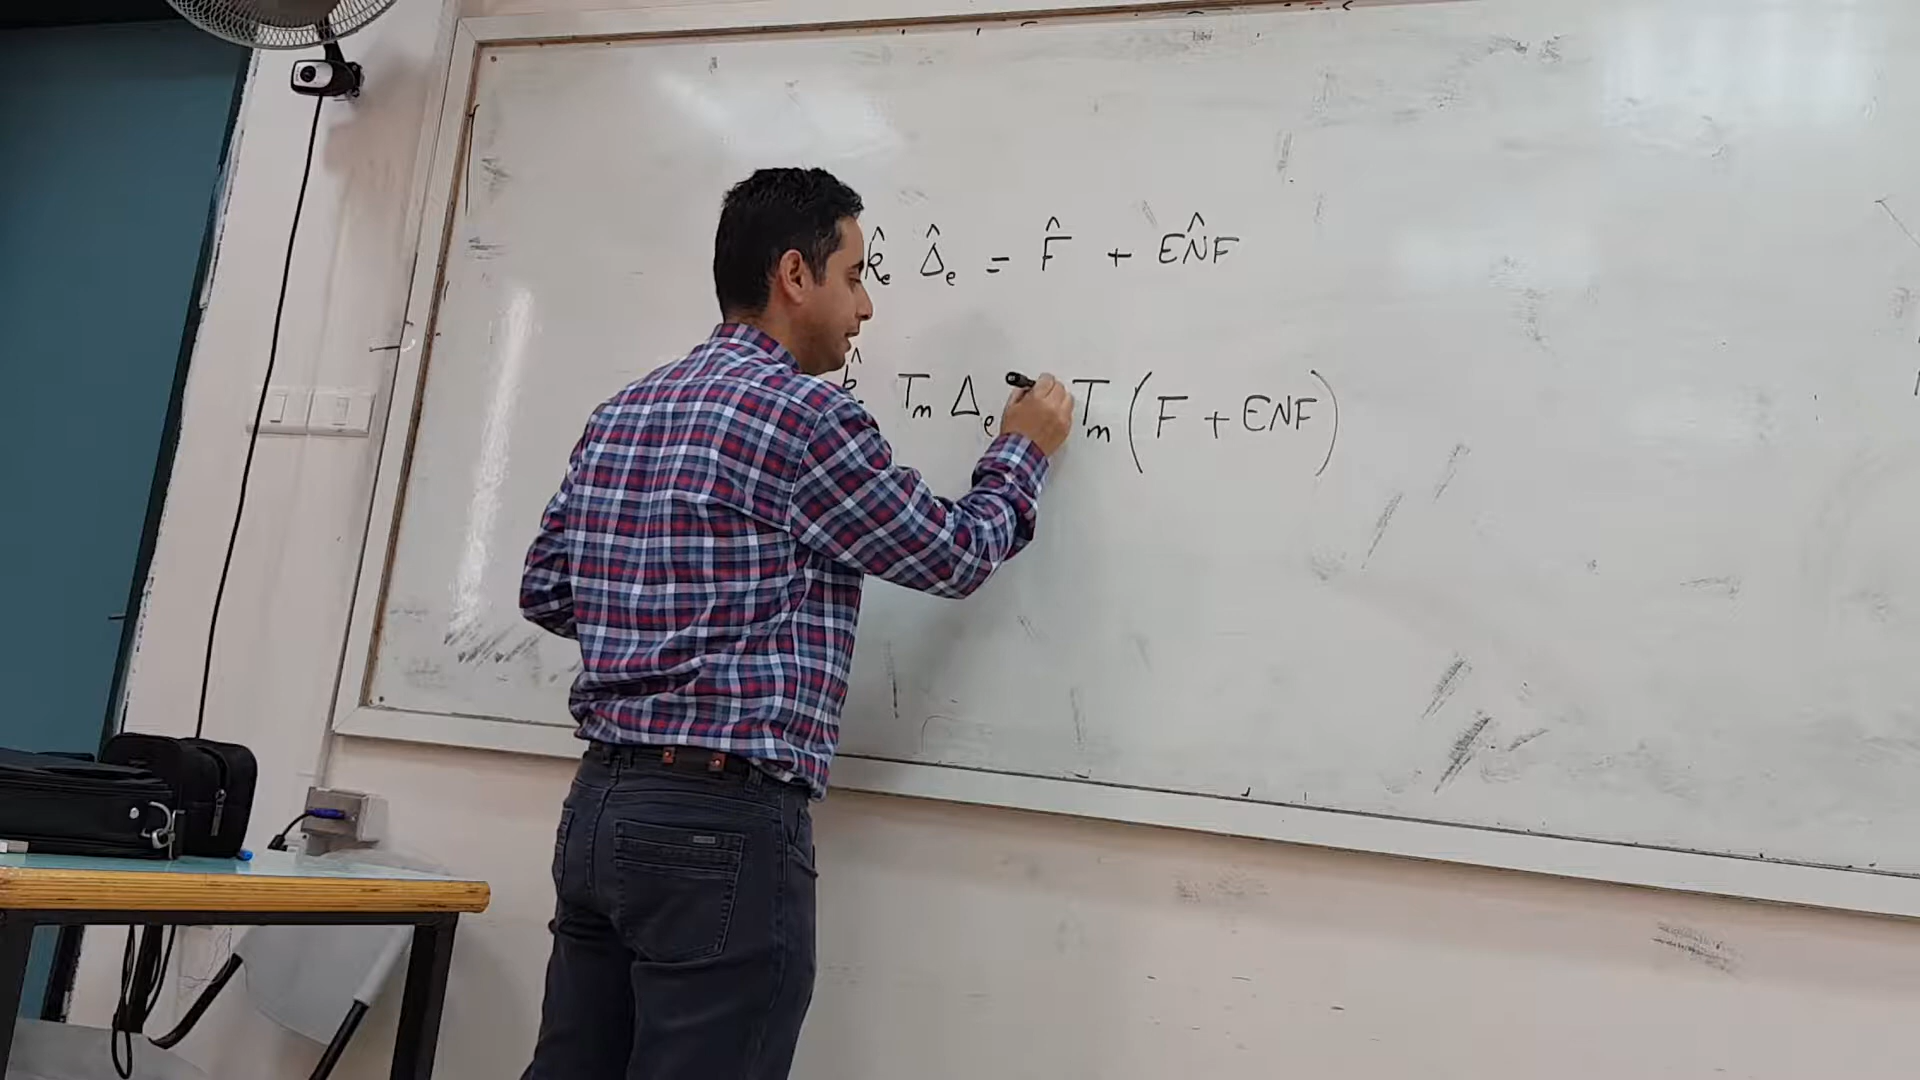 k̂ₑ Δ̂ₑ = F̂ + EN̂F
k̂ Tₘ Δₑ Tₘ (F + ENF)